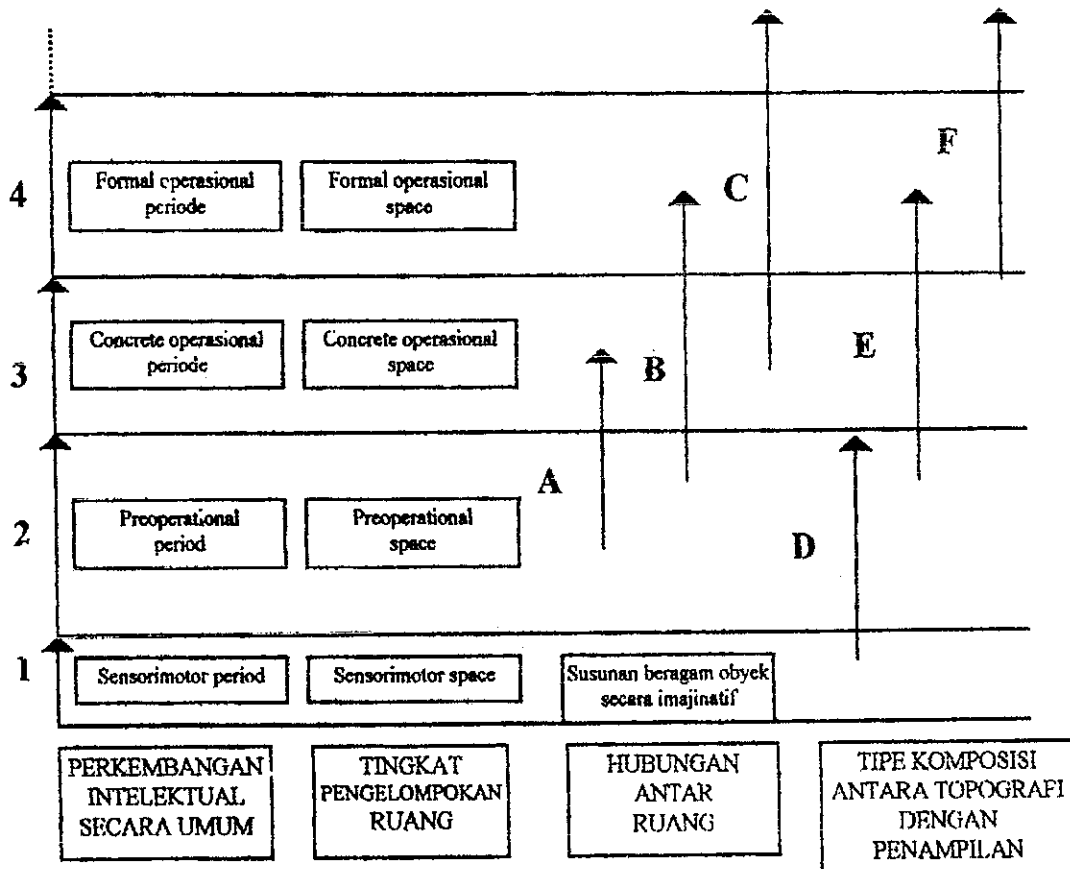 F
4
Formal operasional
periode
Formal operasional
space
C
3
Concrete operasional
periode
Concrete operasional
space
B
E
2
Preoperational
period
Preoperational
space
A
D
1
Sensorimotor period
Sensorimotor space
Susunan beragam obyek
secara imajinatif
PERKEMBANGAN
INTELEKTUAL
SECARA UMUM
TINGKAT
PENGELOMPOKAN
RUANG
HUBUNGAN
ANTAR
RUANG
TIPE KOMPOSISI
ANTARA TOPOGRAFI
DENGAN
PENAMPILAN